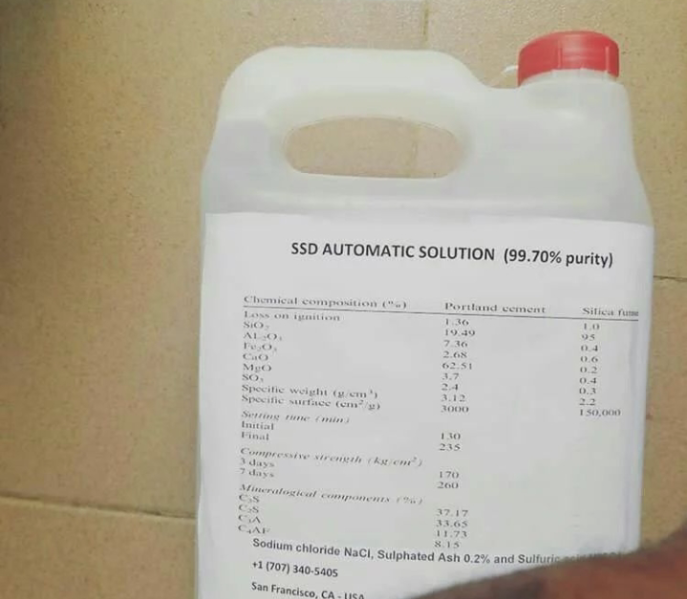 SSD AUTOMATIC SOLUTION (99.70% purity)
Chemical composition (%) Portland cement Silica fume
Loss on ignition 1.36 1.0
SiO₂ 19.49 95
AL₂O₃ 7.36 0.4
Fe₂O₃ 2.68 0.6
CaO 62.51 0.2
MgO 3.7 0.4
SO₃ 2.4 0.3
Specific weight (g/cm³) 3.12 2.2
Specific surface (cm²/g) 3000 150,000
Setting time (min)
Initial 130
Final 235
Compressive strength (kg/cm²)
3 days 170
7 days 260
Mineralogical components (%)
C₃S 37.17
C₂S 33.65
C₃A 11.73
C₄AF 8.15
Sodium chloride NaCl, Sulphated Ash 0.2% and Sulfuric
+1 (707) 340-5405
San Francisco, CA - USA